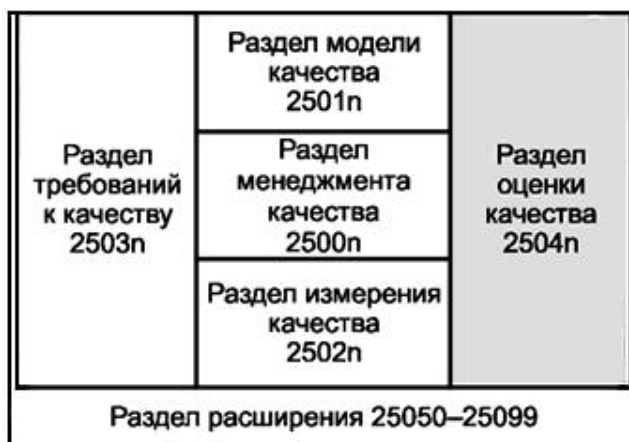 Раздел
требований
к качеству
2503n
Раздел модели
качества
2501n
Раздел
менеджмента
качества
2500n
Раздел измерения
качества
2502n
Раздел
оценки
качества
2504n
Раздел расширения 25050–25099